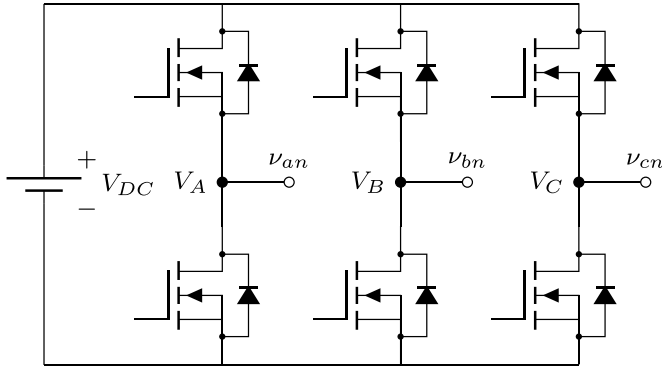 +
V_DC
−
V_A
ν_an
V_B
ν_bn
V_C
ν_cn